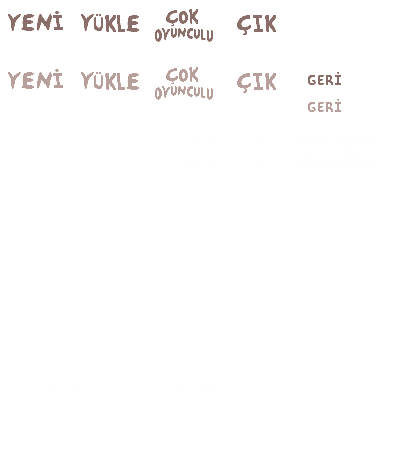 YENİ YÜKLE ÇOK OYUNCULU ÇIK
YENİ YÜKLE ÇOK OYUNCULU ÇIK GERİ
GERİ